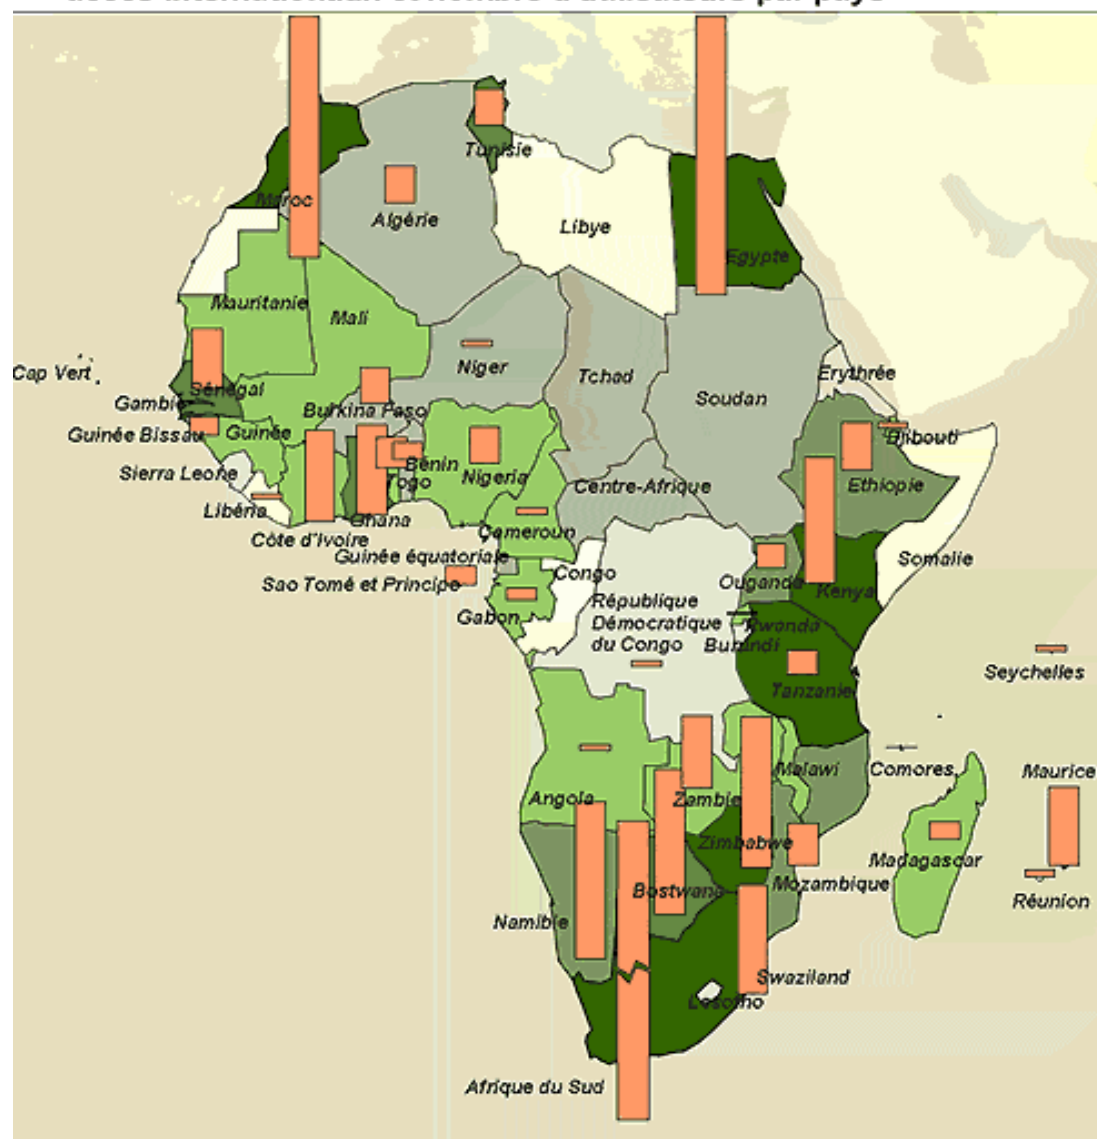 Tunisie
Maroc
Algérie
Libye
Egypte
Mauritanie
Mali
Cap Vert
Sénégal
Niger
Tchad
Soudan
Erythrée
Gambie
Burkina Faso
Guinée Bissau
Guinée
Djibouti
Sierra Leone
Bénin
Nigeria
Togo
Centre-Afrique
Ethiopie
Libéria
Ghana
Côte d'Ivoire
Cameroun
Guinée équatoriale
Congo
Somalie
Sao Tomé et Principe
Ouganda
Kenya
Gabon
République
Démocratique
du Congo
Rwanda
Burundi
Seychelles
Tanzanie
Malawi
Comores
Maurice
Angola
Zambie
Zimbabwe
Madagascar
Bostwana
Mozambique
Réunion
Namibie
Swaziland
Lesotho
Afrique du Sud